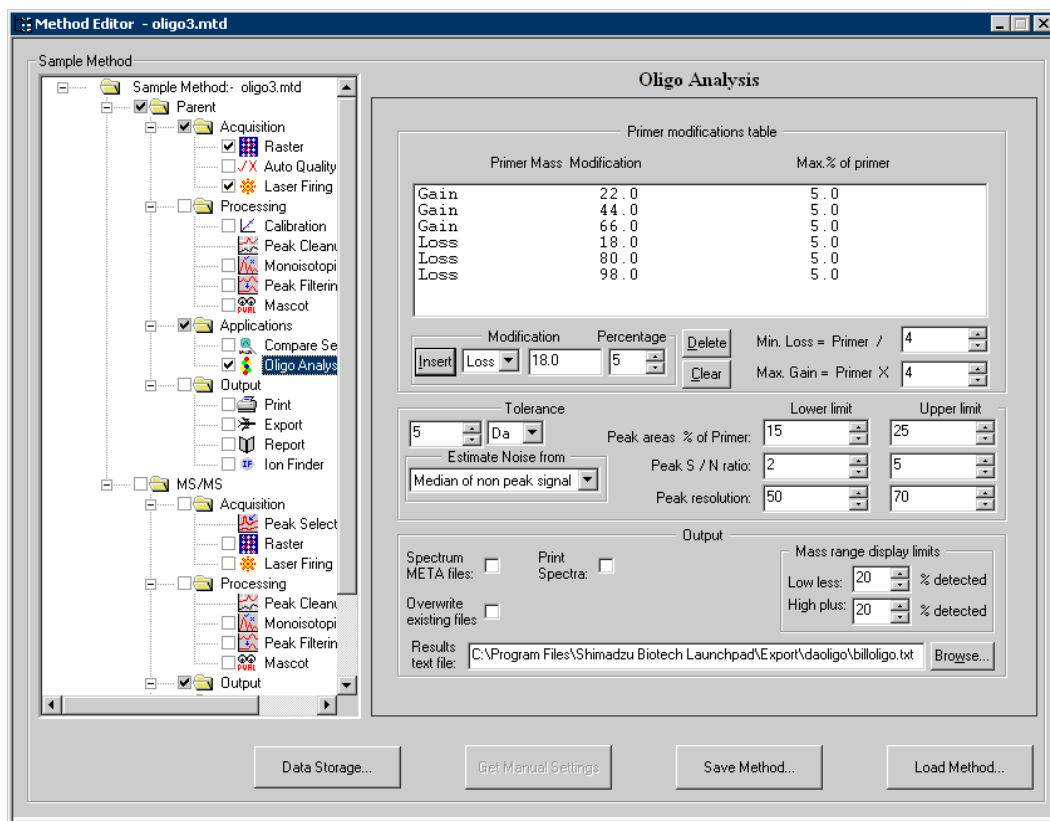 Method Editor - oligo3.mtd
Sample Method
Sample Method:- oligo3.mtd
Parent
Acquisition
Raster
Auto Quality
Laser Firing
Processing
Calibration
Peak Cleanu
Monoisotopi
Peak Filterin
Mascot
Applications
Compare Se
Oligo Analys
Output
Print
Export
Report
IF Ion Finder
MS/MS
Acquisition
Peak Select
Raster
Laser Firing
Processing
Peak Cleanu
Monoisotopi
Peak Filterin
Mascot
Output
Oligo Analysis
Primer modifications table
Primer Mass Modification Max.% of primer
Gain 22.0 5.0
Gain 44.0 5.0
Gain 66.0 5.0
Loss 18.0 5.0
Loss 80.0 5.0
Loss 98.0 5.0
Modification Percentage
Insert Loss 18.0 5 Delete
Clear
Min. Loss = Primer / 4
Max. Gain = Primer X 4
Tolerance
5 Da
Estimate Noise from
Median of non peak signal
Lower limit Upper limit
Peak areas % of Primer: 15 25
Peak S / N ratio: 2 5
Peak resolution: 50 70
Output
Spectrum
META files:
Print
Spectra:
Overwrite
existing files
Mass range display limits
Low less: 20 % detected
High plus: 20 % detected
Results
text file:
C:\Program Files\Shimadzu Biotech Launchpad\Export\daoligo\billoligo.txt
Browse...
Data Storage... Get Manual Settings Save Method... Load Method...